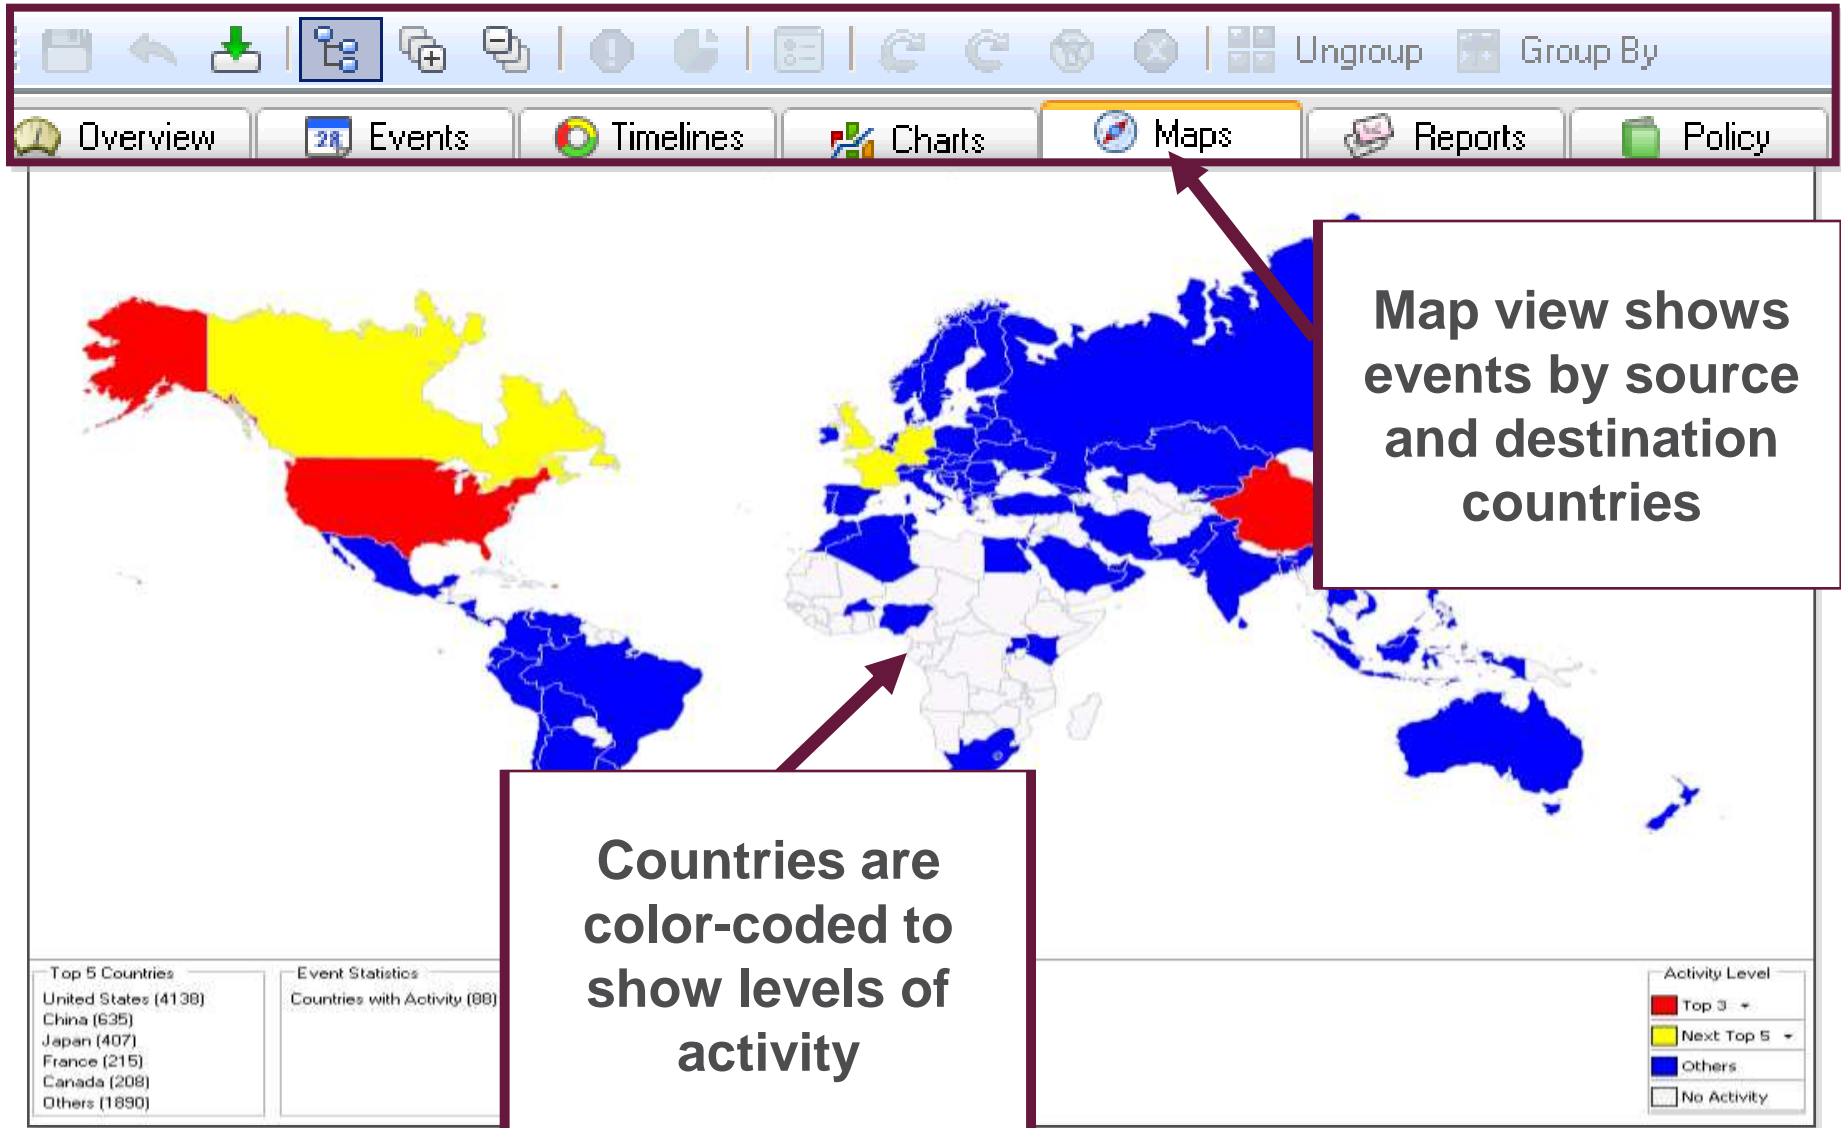 Ungroup Group By
28
Overview Events Timelines Charts Maps Reports Policy
Map view shows
events by source
and destination
countries
Countries are
color-coded to
show levels of
activity
Top 5 Countries
United States (4138)
China (635)
Japan (407)
France (215)
Canada (208)
Others (1890)
Event Statistics
Countries with Activity (88)
Activity Level
Top 3
Next Top 5
Others
No Activity